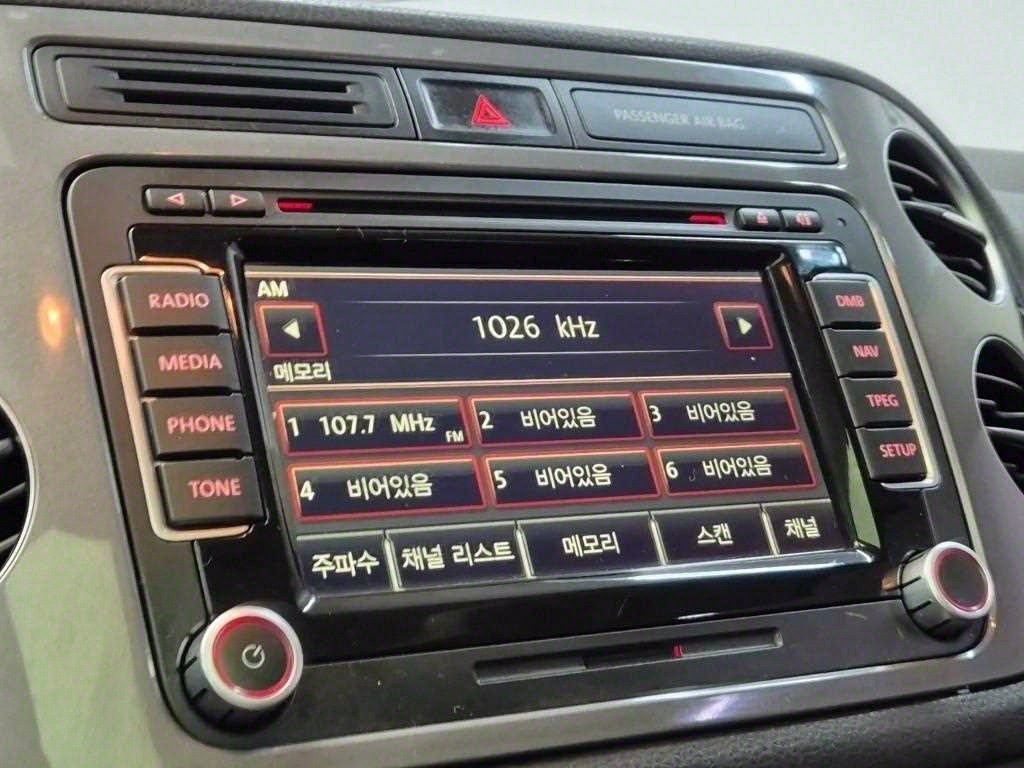 PASSENGER AIR BAG
RADIO
MEDIA
PHONE
TONE
AM
1026 kHz
메모리
1 107.7 MHz FM
2 비어있음
3 비어있음
4 비어있음
5 비어있음
6 비어있음
주파수
채널 리스트
메모리
스캔
채널
DMB
NAV
TPEG
SETUP